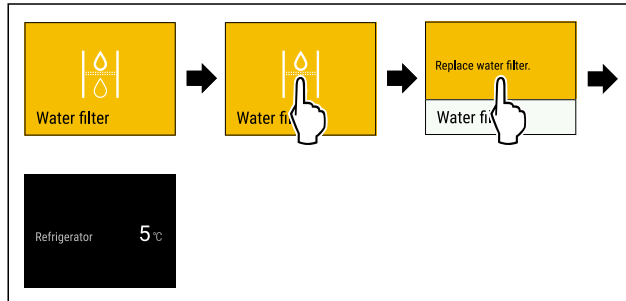 Water filter
Water fil
Replace water filter.
Water fil
Refrigerator 5 °C